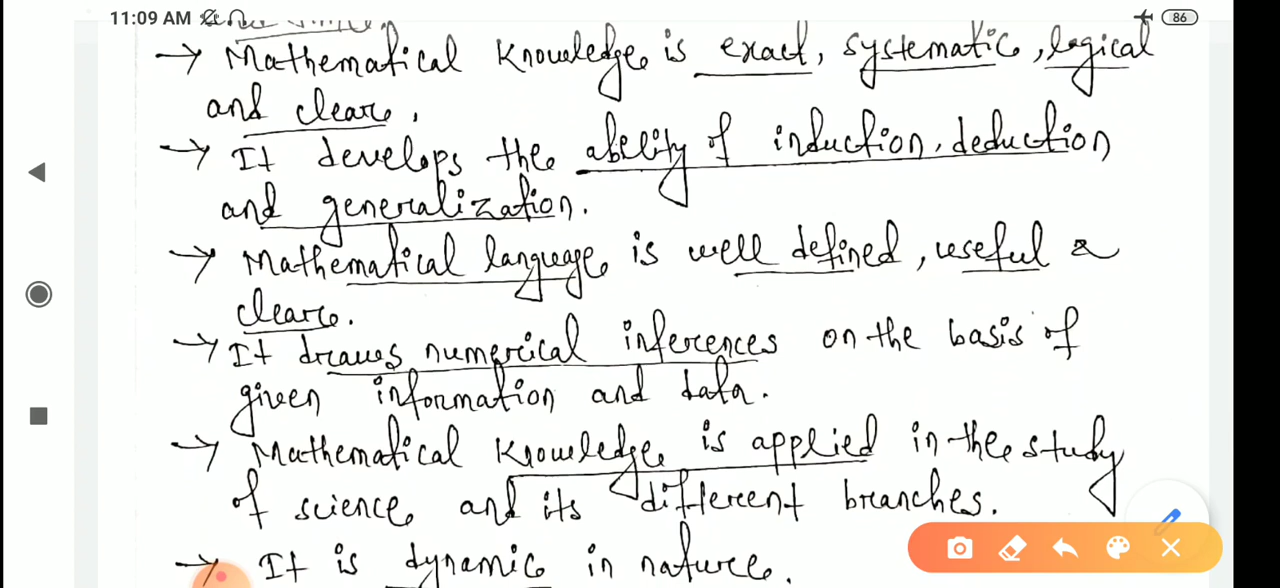 11:09 AM
86
→ Mathematical Knowledge is exact, systematic, logical
and clear.
→ It develops the ability of induction, deduction
and generalization.
→ Mathematical language is well defined, useful &
clear.
→ It draws numerical inferences on the basis of
given information and data.
→ Mathematical Knowledge is applied in the study
of science and its different branches.
→ It is dynamic in nature.